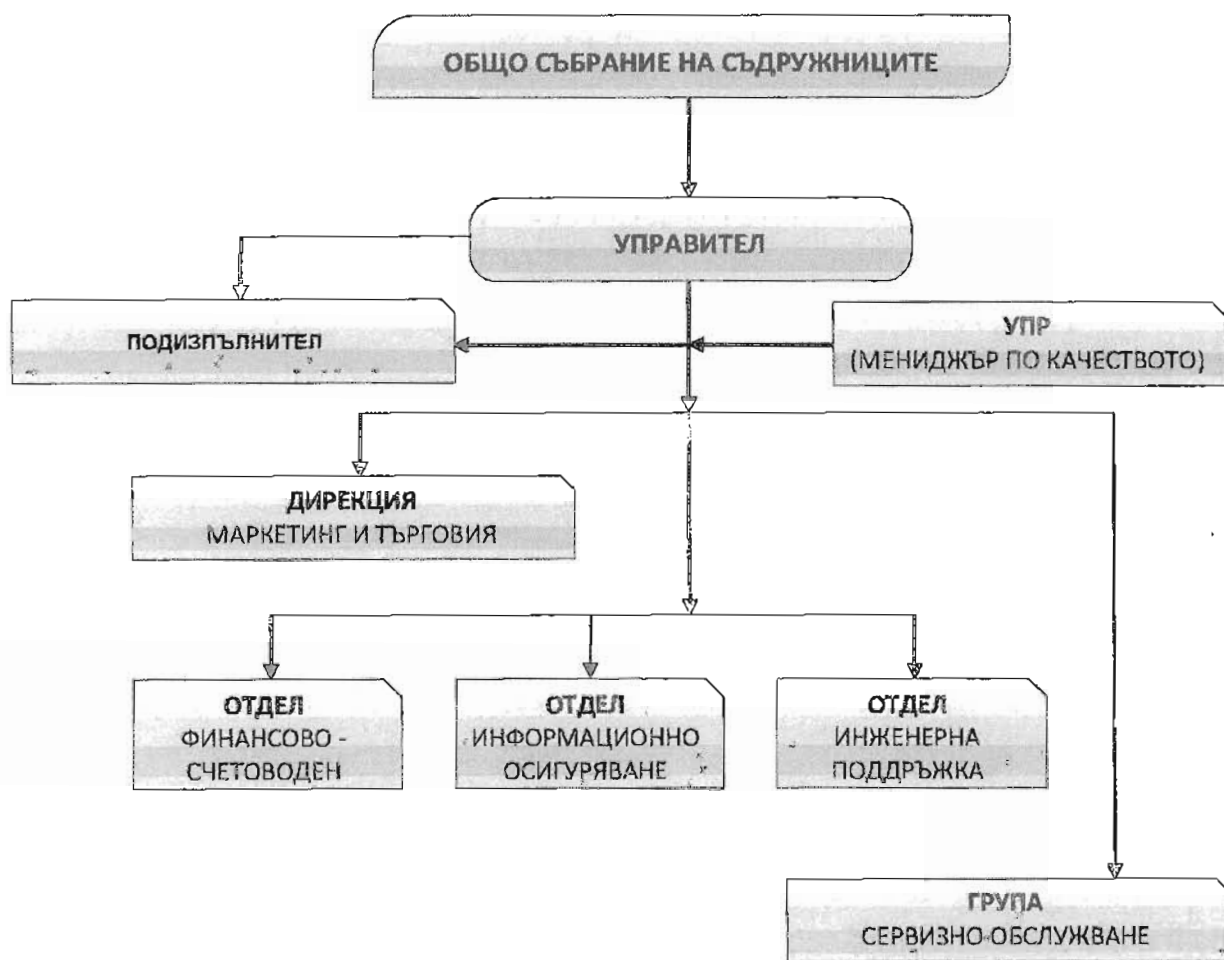 ОБЩО СЪБРАНИЕ НА СЪДРУЖНИЦИТЕ
УПРАВИТЕЛ
ПОДИЗПЪЛНИТЕЛ
УПР
(МЕНИДЖЪР ПО КАЧЕСТВОТО)
ДИРЕКЦИЯ
МАРКЕТИНГ И ТЪРГОВИЯ
ОТДЕЛ
ФИНАНСОВО -
СЧЕТОВОДЕН
ОТДЕЛ
ИНФОРМАЦИОННО
ОСИГУРЯВАНЕ
ОТДЕЛ
ИНЖЕНЕРНА
ПОДДРЪЖКА
ГРУПА
СЕРВИЗНО-ОБСЛУЖВАНЕ